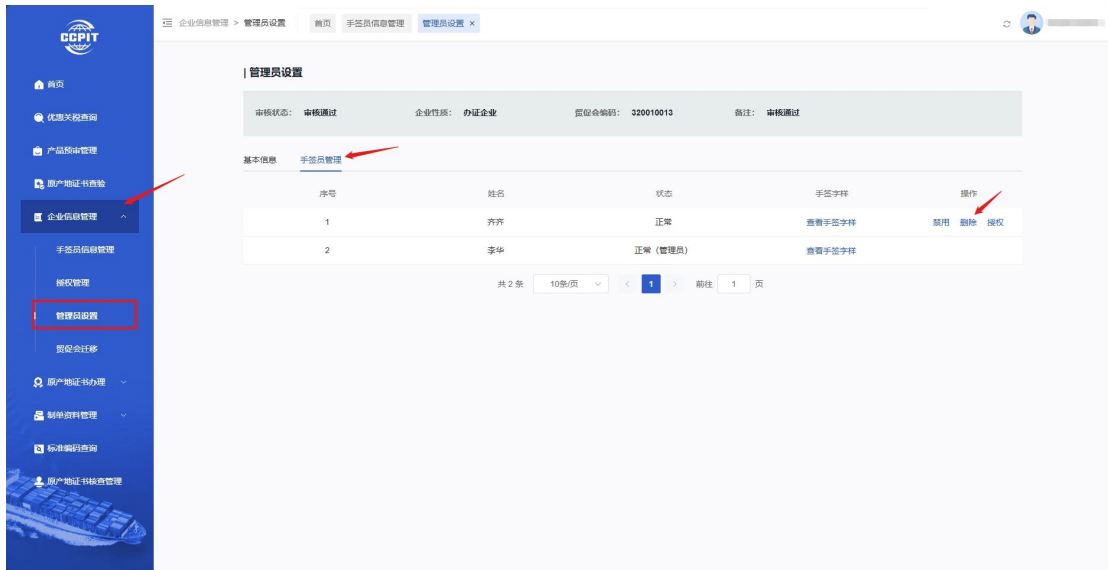 CCPIT
企业信息管理 > 管理员设置 首页 手签员信息管理 管理员设置 ×
首页
优惠关税查询
产品预审管理
原产地证书查验
企业信息管理
手签员信息管理
授权管理
管理员设置
贸促会迁移
原产地证书办理
制单资料管理
标准编码查询
原产地证书核查管理
管理员设置
审核状态： 审核通过 企业性质： 办证企业 贸促会编码： 320010013 备注： 审核通过
基本信息 手签员管理
序号 姓名 状态 手签字样 操作
1 齐齐 正常 查看手签字样 禁用 删除 授权
2 李华 正常（管理员） 查看手签字样
共 2 条 10条/页 < 1 > 前往 1 页